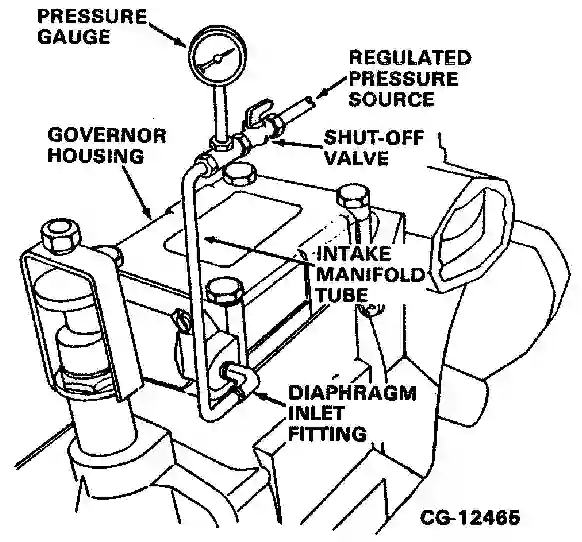 PRESSURE
GAUGE
REGULATED
PRESSURE
SOURCE
GOVERNOR
HOUSING
SHUT-OFF
VALVE
INTAKE
MANIFOLD
TUBE
DIAPHRAGM
INLET
FITTING
CG-12465